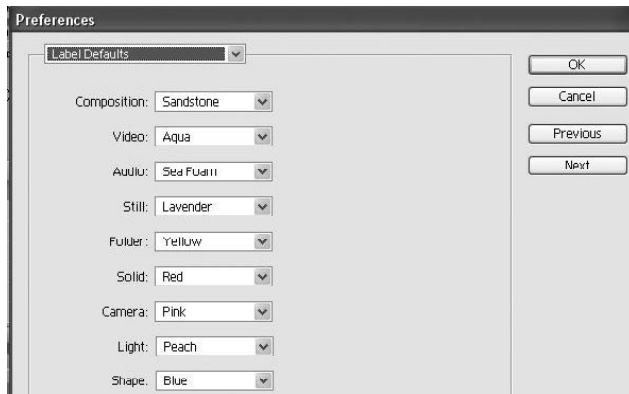 Preferences
Label Defaults
OK
Cancel
Previous
Next
Composition: Sandstone
Video: Aqua
Audio: Sea Foam
Still: Lavender
Folder: Yellow
Solid: Red
Camera: Pink
Light: Peach
Shape: Blue